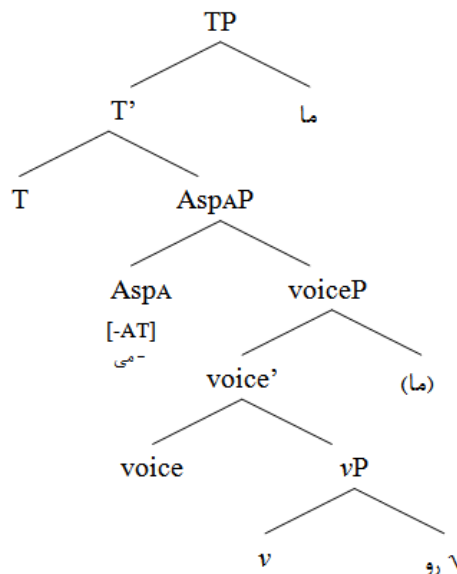 TP
T’ ما
T AspAP
AspA voiceP
[-AT]
می-
voice’ (ما)
voice vP
v √ رو